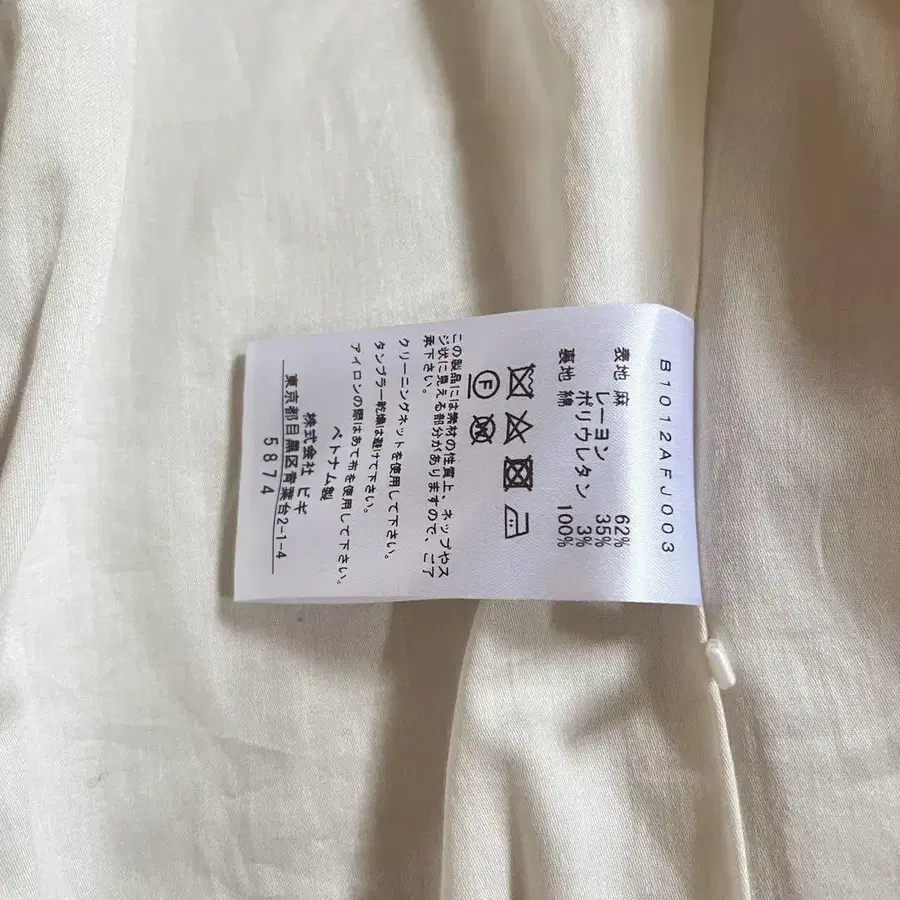 B1012AFJ003
表地 麻 62%
レーヨン 35%
ポリウレタン 3%
裏地 綿 100%
F
この製品には素材の性質上、ネップやス
ジ状に見える部分がありますので、ご了
承下さい。
クリーニングネットを使用して下さい。
タンブラー乾燥は避けて下さい。
アイロンの際はあて布を使用して下さい。
ベトナム製
株式会社 ビギ
東京都目黒区青葉台2-1-4
5874